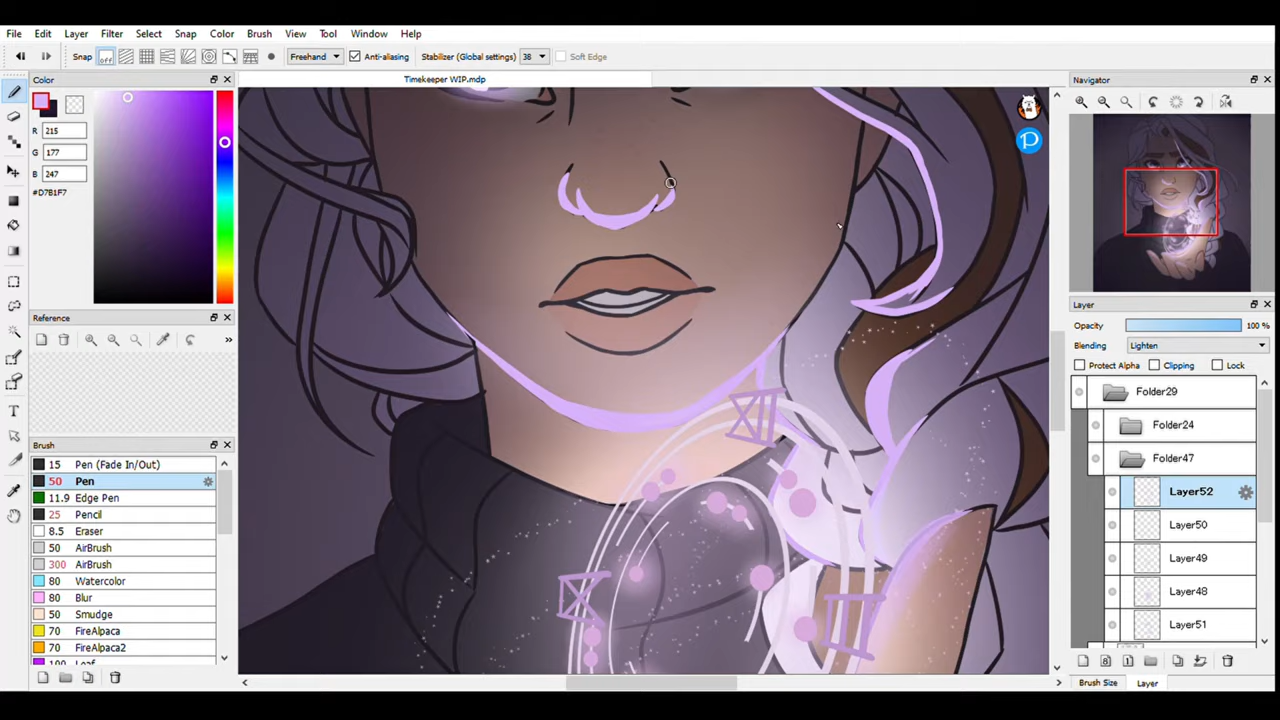 File Edit Layer Filter Select Snap Color Brush View Tool Window Help
Snap off Freehand Anti-aliasing Stabilizer (Global settings) 38 Soft Edge
Color
Timekeeper WIP.mdp
Navigator
R 215
G 177
B 247
#D7B1F7
Reference
Layer
Opacity 100 %
Blending Lighten
Protect Alpha Clipping Lock
Folder29
Folder24
Folder47
Layer52
Layer50
Layer49
Layer48
Layer51
Brush
15 Pen (Fade In/Out)
50 Pen
11.9 Edge Pen
25 Pencil
8.5 Eraser
50 AirBrush
300 AirBrush
80 Watercolor
80 Blur
50 Smudge
70 FireAlpaca
70 FireAlpaca2
100 Leaf
Brush Size Layer